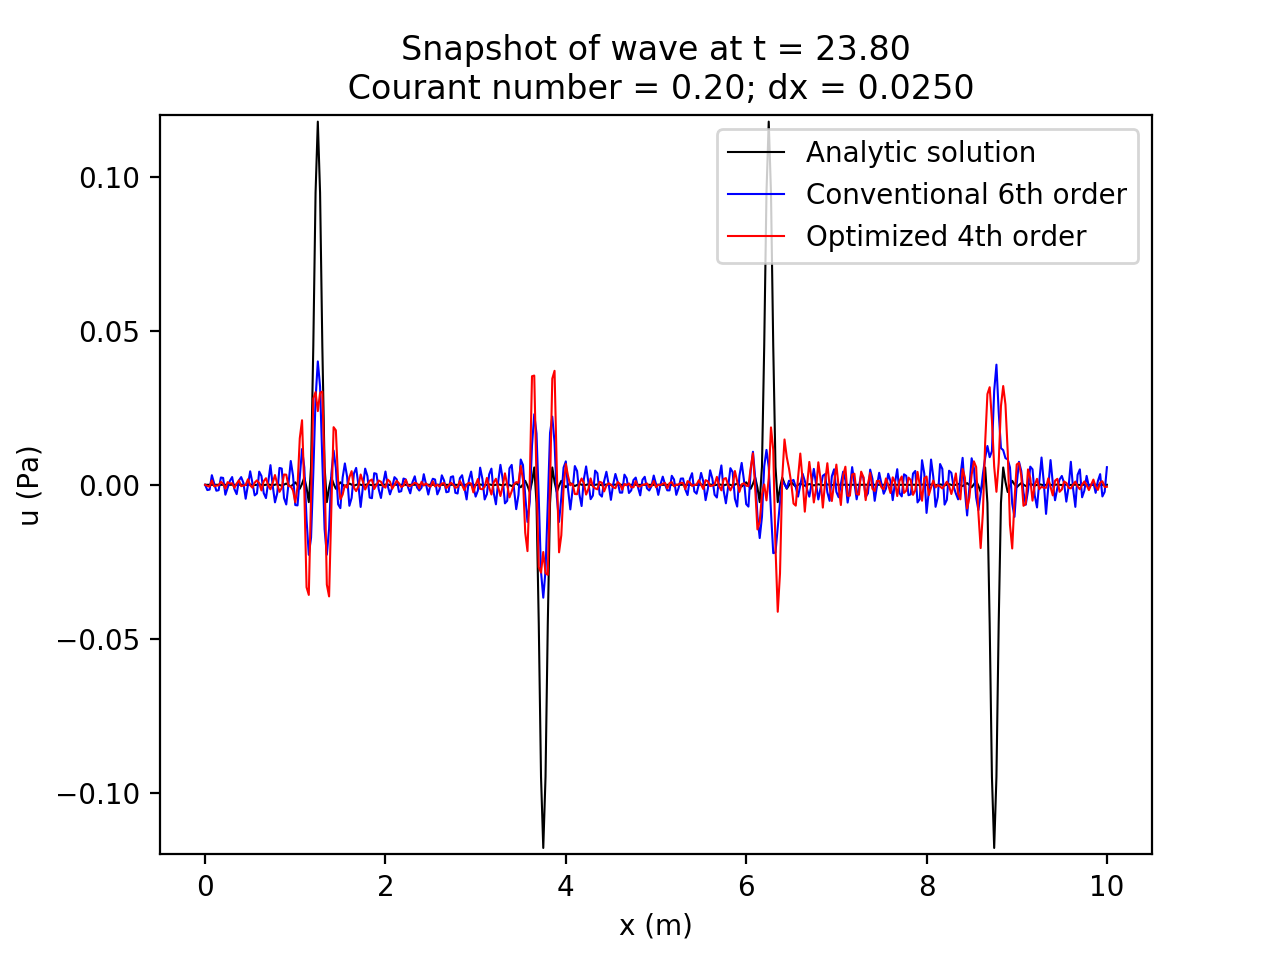 Snapshot of wave at t = 23.80
Courant number = 0.20; dx = 0.0250
Analytic solution
Conventional 6th order
Optimized 4th order
0.10
0.05
0.00
−0.05
−0.10
u (Pa)
0 2 4 6 8 10
x (m)